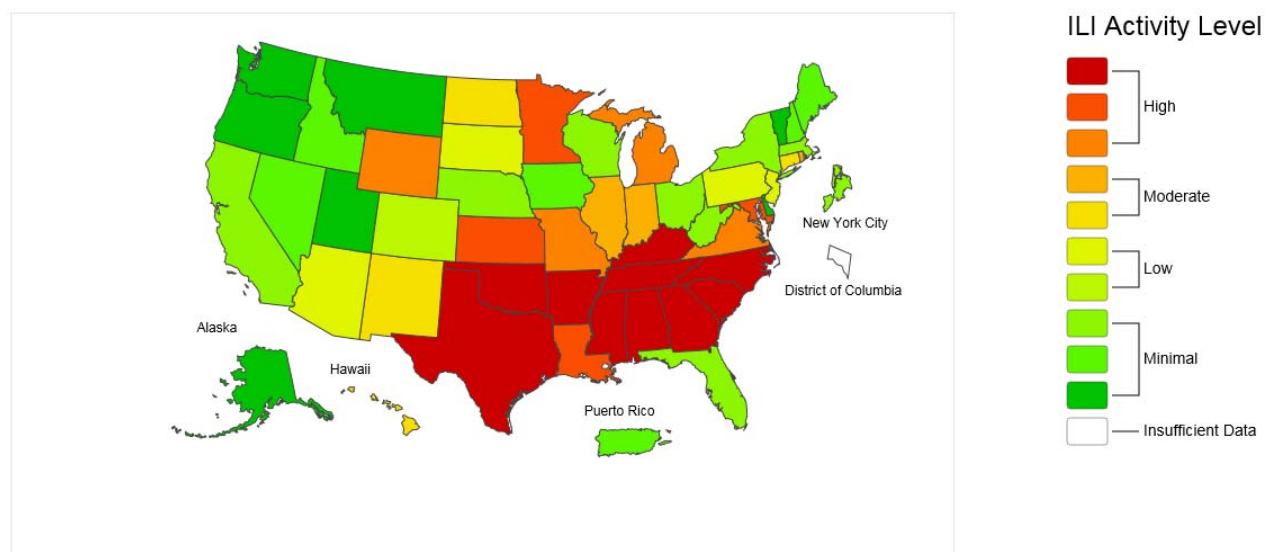 ILI Activity Level
High
Moderate
Low
Minimal
Insufficient Data
New York City
District of Columbia
Alaska
Hawaii
Puerto Rico